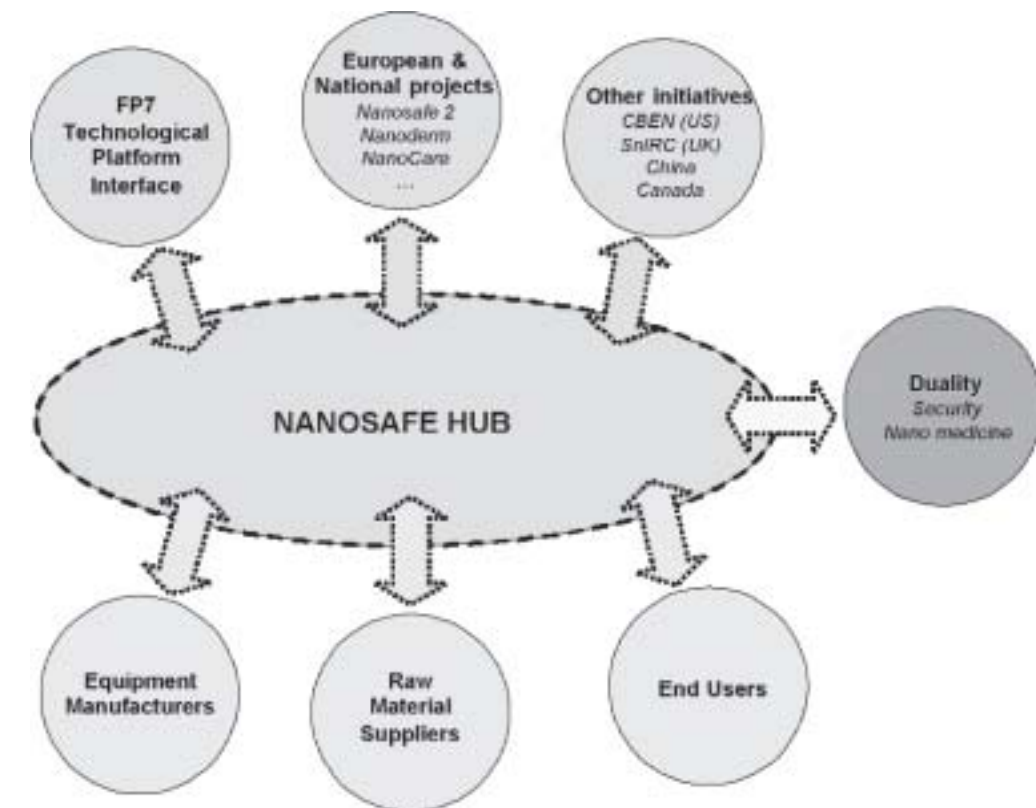 FP7
Technological
Platform
Interface
European &
National projects
Nanosafe 2
Nanoderm
NanoCare
...
Other initiatives
CBEN (US)
SnIRC (UK)
China
Canada
NANOSAFE HUB
Duality
Security
Nano medicine
Equipment
Manufacturers
Raw
Material
Suppliers
End Users